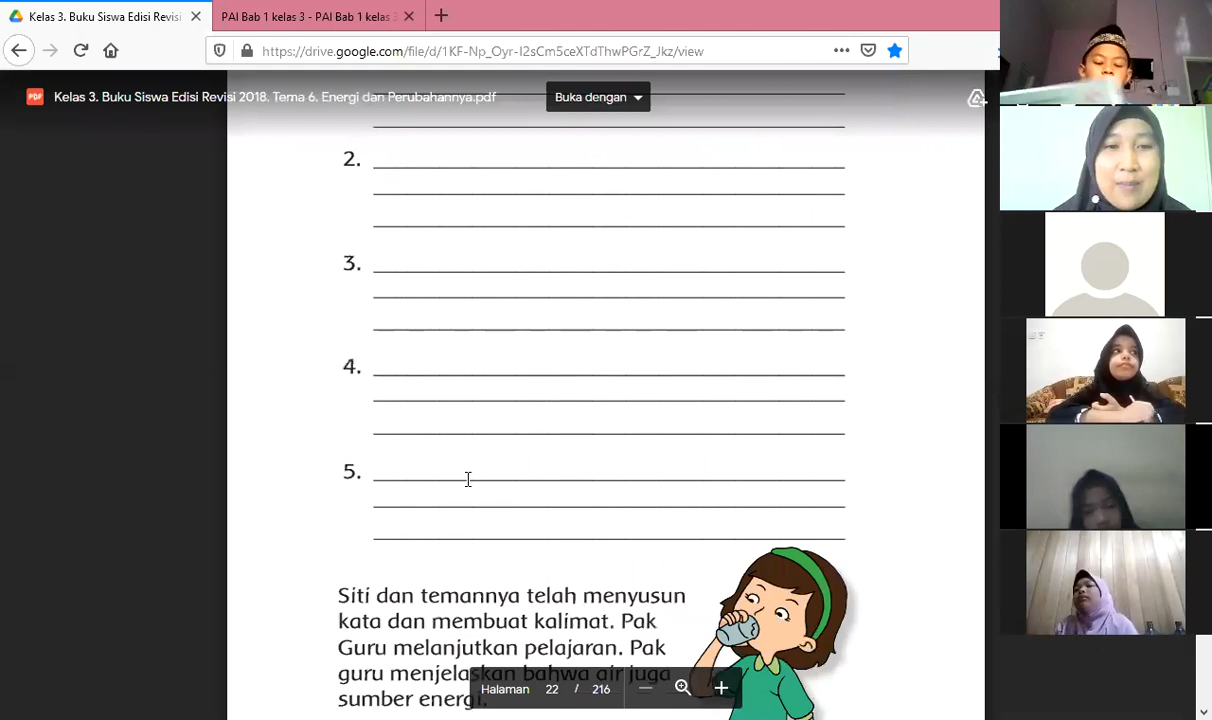 Kelas 3. Buku Siswa Edisi Revisi
PAI Bab 1 kelas 3 - PAI Bab 1 kelas 3
https://drive.google.com/file/d/1KF-Np_Oyr-I2sCm5ceXTdThwPGrZ_Jkz/view
PDF Kelas 3. Buku Siswa Edisi Revisi 2018. Tema 6. Energi dan Perubahannya.pdf
Buka dengan
2.
3.
4.
5.
Siti dan temannya telah menyusun
kata dan membuat kalimat. Pak
Guru melanjutkan pelajaran. Pak
guru menjelaskan bahwa air juga
sumber energi.
Halaman 22 / 216